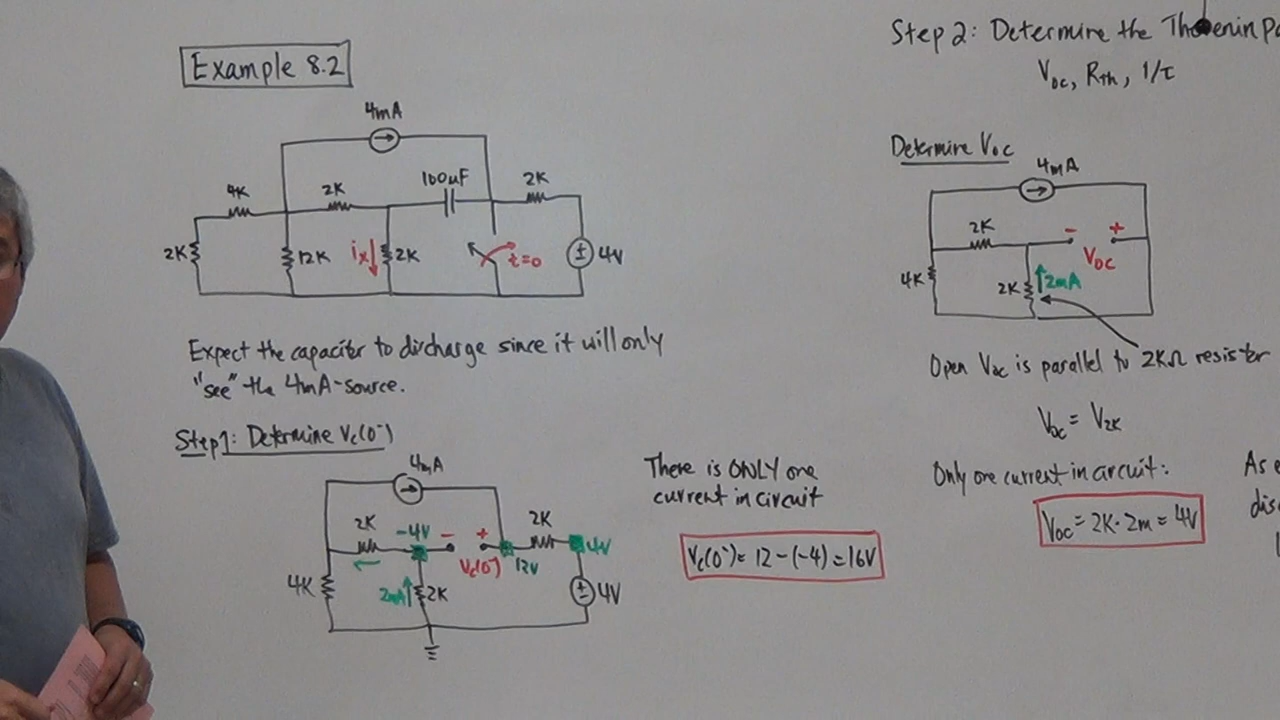 Example 8.2
4mA
4K
2K
100uF
2K
2K
12K
ix
2K
t=0
4V
Expect the capacitor to discharge since it will only
"see" the 4mA-source.
Step1: Determine Vc(0⁻)
4mA
2K
-4V
-
+
2K
4V
Vc(0⁻)
12V
4K
2mA
2K
4V
There is ONLY one
current in circuit
Vc(0⁻) = 12 - (-4) = 16V
Step 2: Determine the Thevenin
Voc, RTh, 1/τ
Determine Voc
4mA
2K
-
+
Voc
4K
2K
2mA
Open Voc is parallel to 2KΩ resister
Voc = V2K
Only one current in circuit:
Voc = 2K·2m = 4V
As